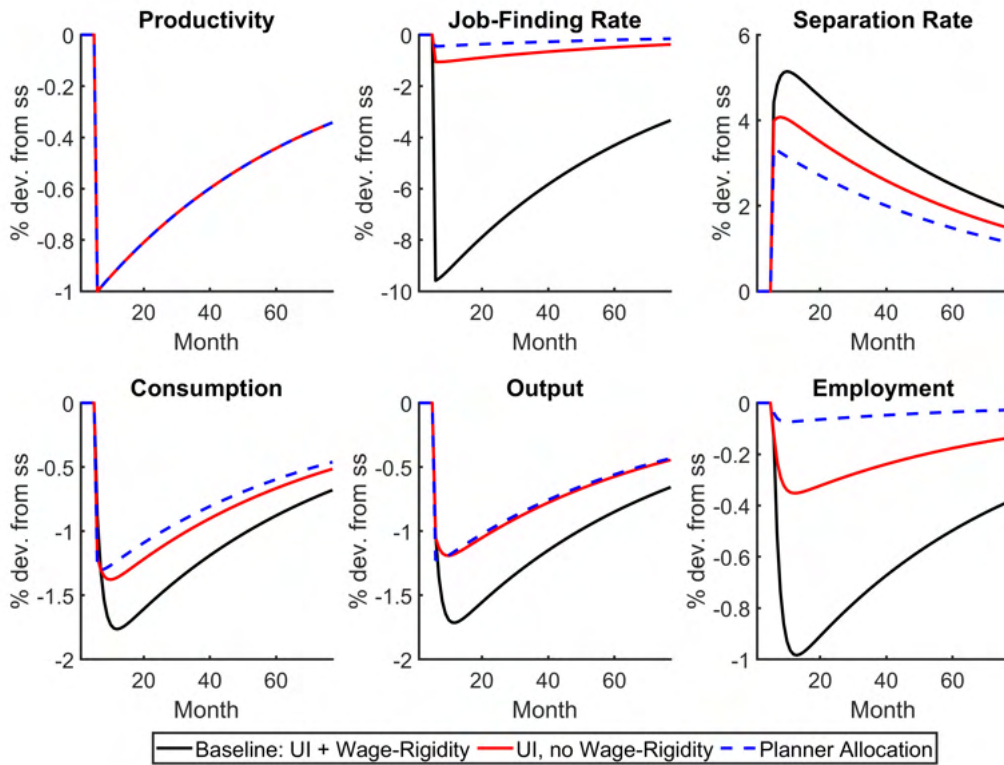 Productivity
0
-0.2
-0.4
-0.6
-0.8
-1
% dev. from ss
20 40 60
Month
Job-Finding Rate
0
-2
-4
-6
-8
-10
% dev. from ss
20 40 60
Month
Separation Rate
6
4
2
0
% dev. from ss
20 40 60
Month
Consumption
0
-0.5
-1
-1.5
-2
% dev. from ss
20 40 60
Month
Output
0
-0.5
-1
-1.5
-2
% dev. from ss
20 40 60
Month
Employment
0
-0.2
-0.4
-0.6
-0.8
-1
% dev. from ss
20 40 60
Month
Baseline: UI + Wage-Rigidity UI, no Wage-Rigidity Planner Allocation